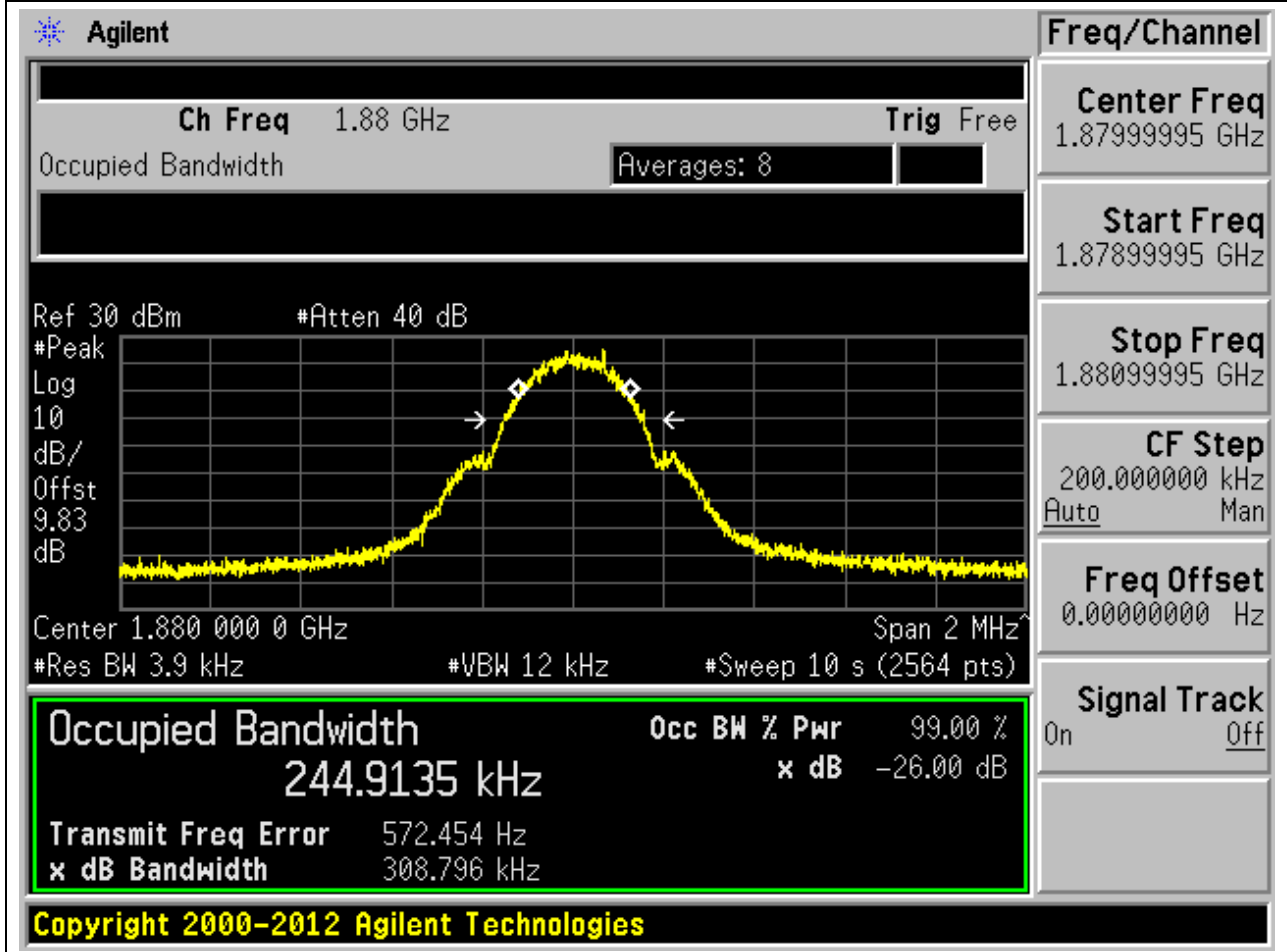 Agilent
Freq/Channel
Ch Freq 1.88 GHz Trig Free
Occupied Bandwidth Averages: 8
Center Freq
1.87999995 GHz
Start Freq
1.87899995 GHz
Stop Freq
1.88099995 GHz
CF Step
200.000000 kHz
Auto Man
Freq Offset
0.00000000 Hz
Signal Track
On Off
Ref 30 dBm #Atten 40 dB
#Peak
Log
10
dB/
Offst
9.83
dB
Center 1.880 000 0 GHz Span 2 MHz^
#Res BW 3.9 kHz #VBW 12 kHz #Sweep 10 s (2564 pts)
Occupied Bandwidth Occ BW % Pwr 99.00 %
244.9135 kHz x dB -26.00 dB
Transmit Freq Error 572.454 Hz
x dB Bandwidth 308.796 kHz
Copyright 2000-2012 Agilent Technologies